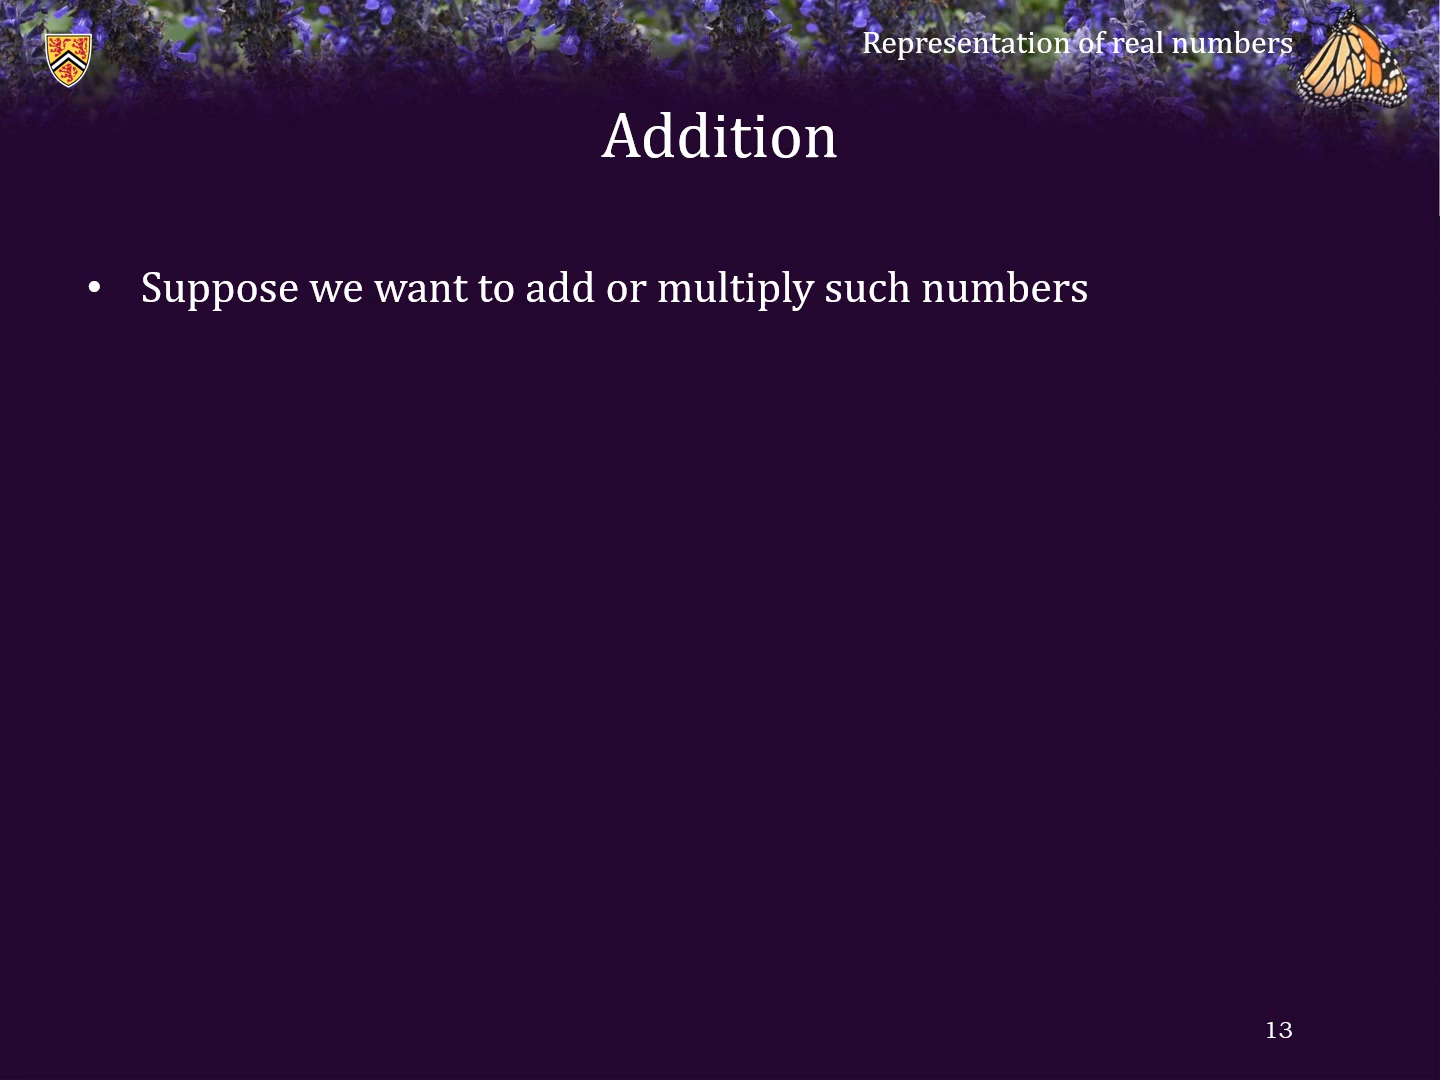 Representation of real numbers
Addition
• Suppose we want to add or multiply such numbers
13